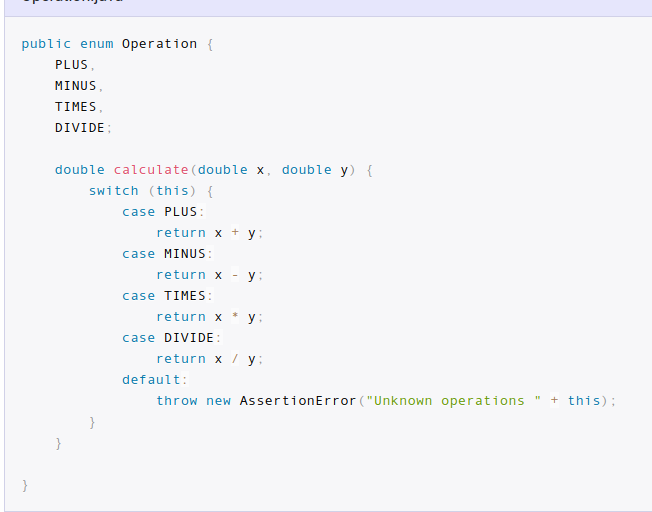 public enum Operation {
    PLUS,
    MINUS,
    TIMES,
    DIVIDE;

    double calculate(double x, double y) {
        switch (this) {
            case PLUS:
                return x + y;
            case MINUS:
                return x - y;
            case TIMES:
                return x * y;
            case DIVIDE:
                return x / y;
            default:
                throw new AssertionError("Unknown operations " + this);
        }
    }

}